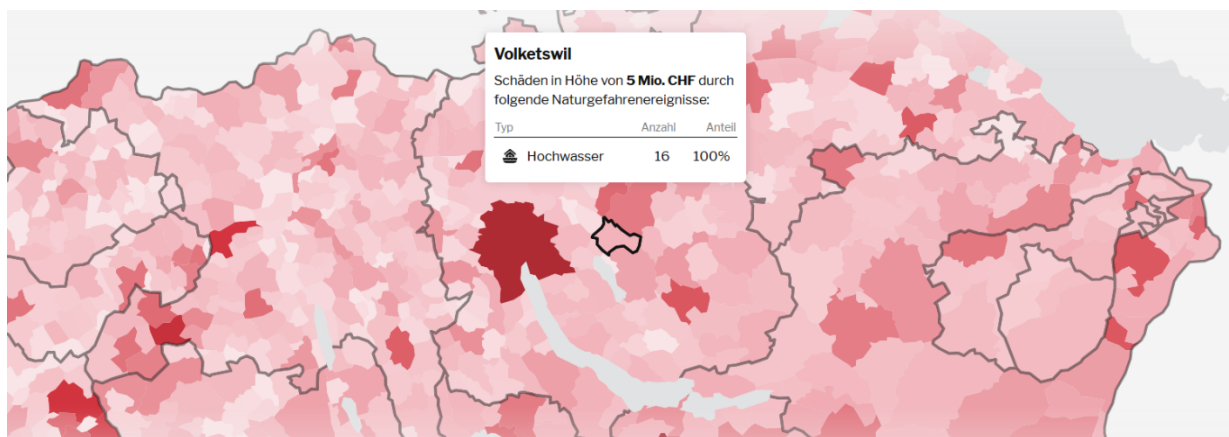 Volketswil
Schäden in Höhe von 5 Mio. CHF durch
folgende Naturgefahrenereignisse:
Typ Anzahl Anteil
Hochwasser 16 100%